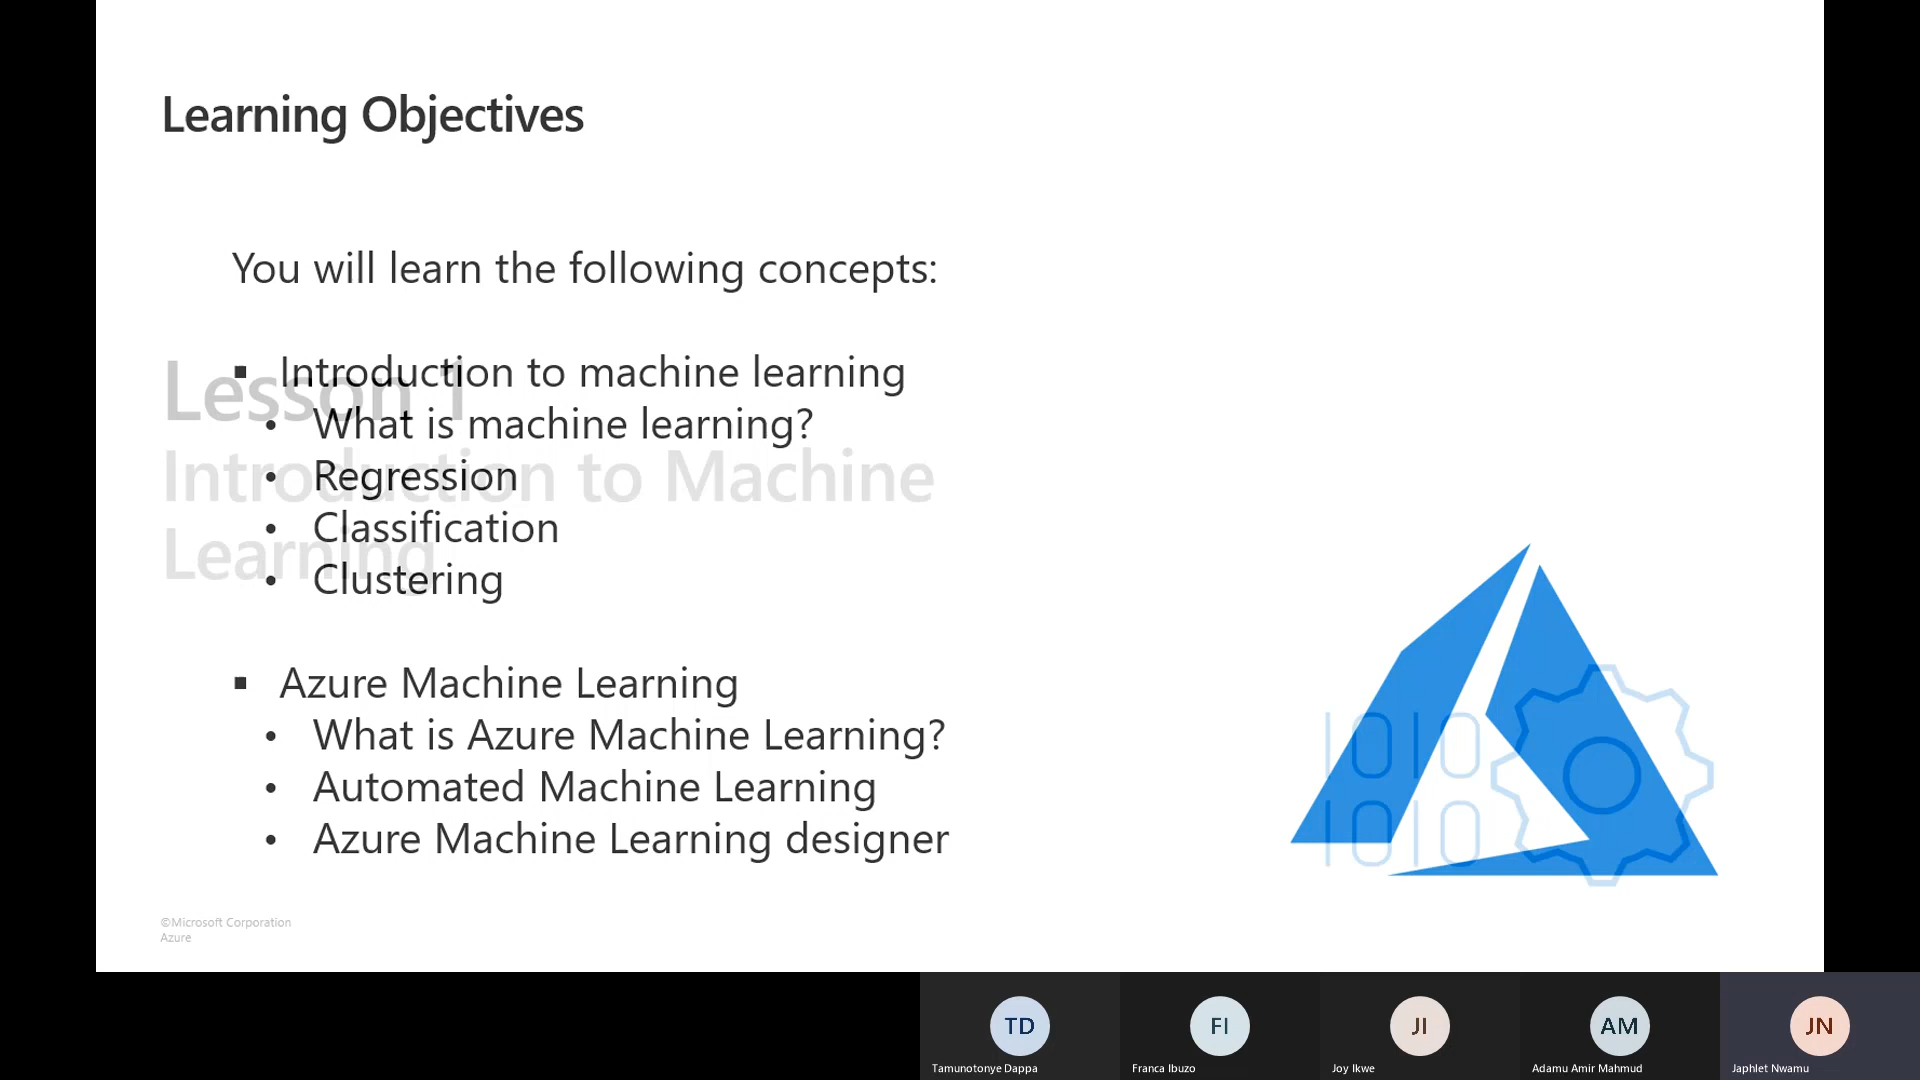 Learning Objectives
You will learn the following concepts:
▪ Introduction to machine learning
• What is machine learning?
• Regression
• Classification
• Clustering
▪ Azure Machine Learning
• What is Azure Machine Learning?
• Automated Machine Learning
• Azure Machine Learning designer
Lesson 1
Introduction to Machine
Learning
1010
1010
©Microsoft Corporation
Azure
TD
FI
JI
AM
JN
Tamunotonye Dappa
Franca Ibuzo
Joy Ikwe
Adamu Amir Mahmud
Japhlet Nwamu